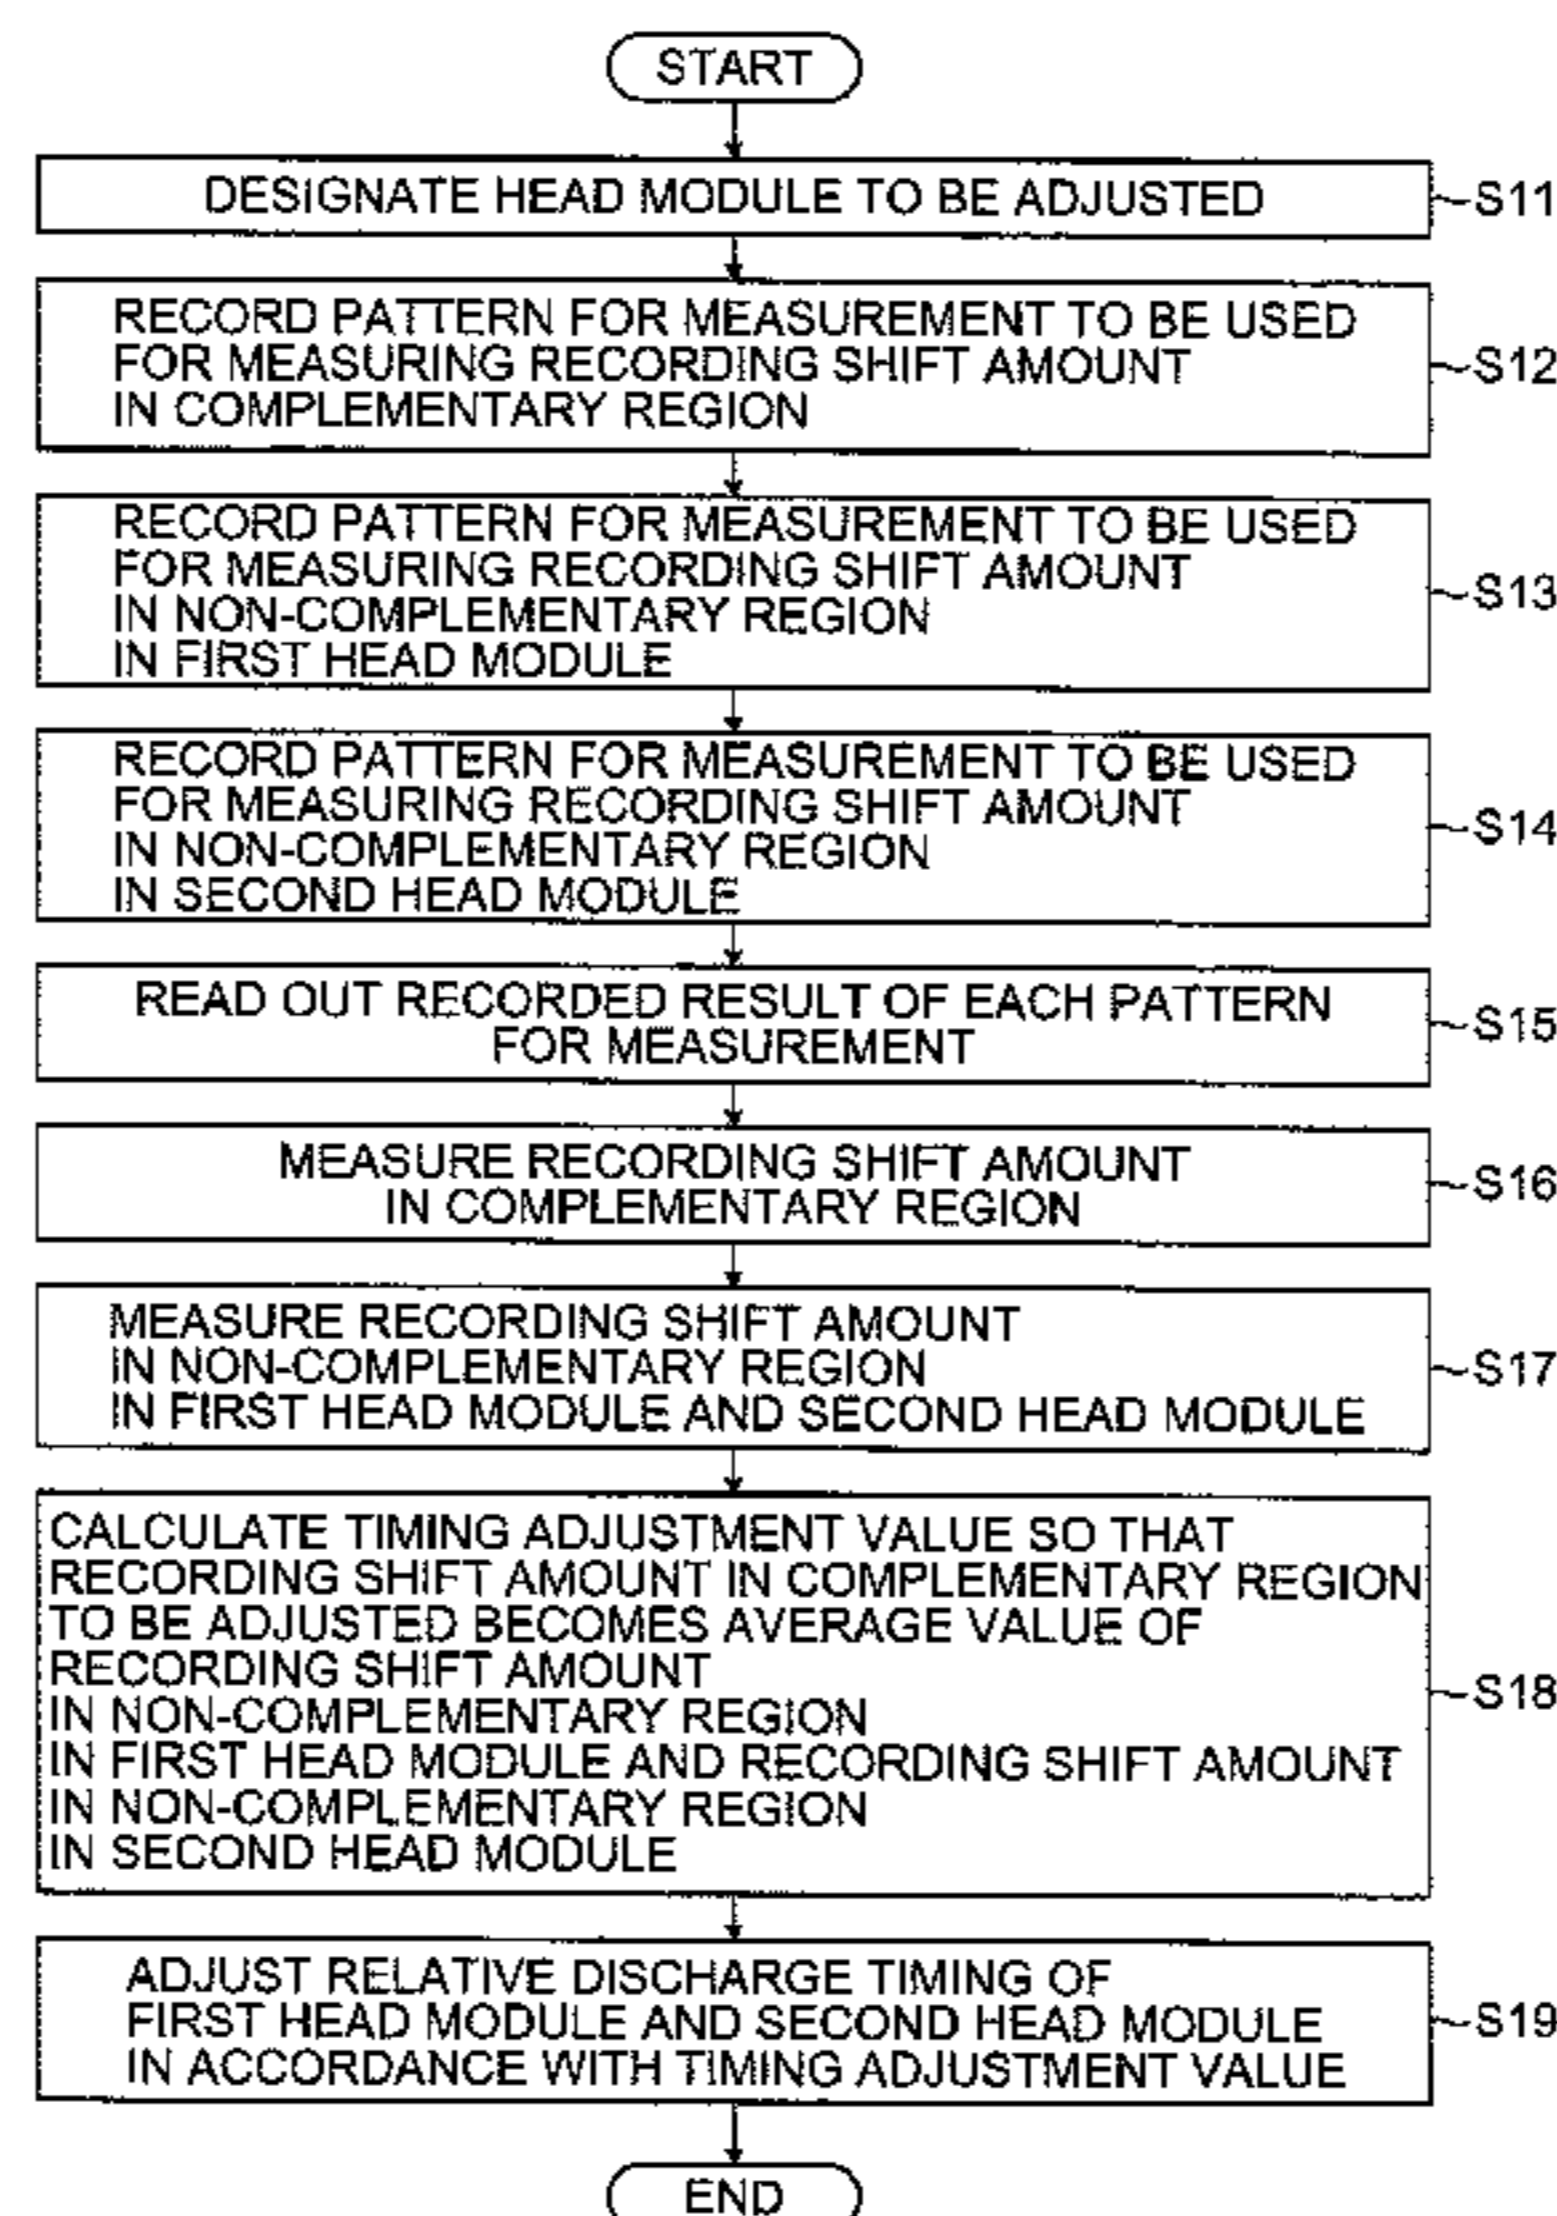 START
DESIGNATE HEAD MODULE TO BE ADJUSTED
S11
RECORD PATTERN FOR MEASUREMENT TO BE USED
FOR MEASURING RECORDING SHIFT AMOUNT
IN COMPLEMENTARY REGION
S12
RECORD PATTERN FOR MEASUREMENT TO BE USED
FOR MEASURING RECORDING SHIFT AMOUNT
IN NON-COMPLEMENTARY REGION
IN FIRST HEAD MODULE
S13
RECORD PATTERN FOR MEASUREMENT TO BE USED
FOR MEASURING RECORDING SHIFT AMOUNT
IN NON-COMPLEMENTARY REGION
IN SECOND HEAD MODULE
S14
READ OUT RECORDED RESULT OF EACH PATTERN
FOR MEASUREMENT
S15
MEASURE RECORDING SHIFT AMOUNT
IN COMPLEMENTARY REGION
S16
MEASURE RECORDING SHIFT AMOUNT
IN NON-COMPLEMENTARY REGION
IN FIRST HEAD MODULE AND SECOND HEAD MODULE
S17
CALCULATE TIMING ADJUSTMENT VALUE SO THAT
RECORDING SHIFT AMOUNT IN COMPLEMENTARY REGION
TO BE ADJUSTED BECOMES AVERAGE VALUE OF
RECORDING SHIFT AMOUNT
IN NON-COMPLEMENTARY REGION
IN FIRST HEAD MODULE AND RECORDING SHIFT AMOUNT
IN NON-COMPLEMENTARY REGION
IN SECOND HEAD MODULE
S18
ADJUST RELATIVE DISCHARGE TIMING OF
FIRST HEAD MODULE AND SECOND HEAD MODULE
IN ACCORDANCE WITH TIMING ADJUSTMENT VALUE
S19
END